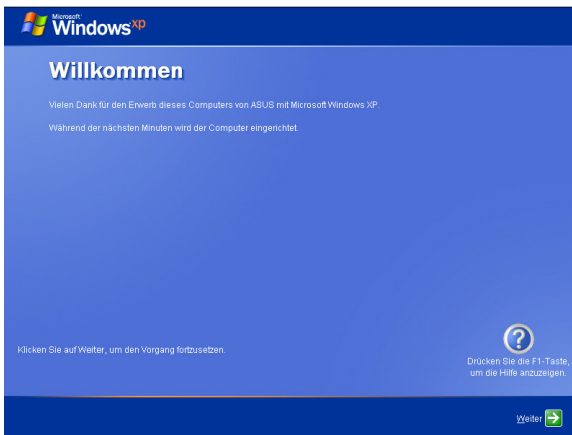 Microsoft
Windows xp
Willkommen
Vielen Dank für den Erwerb dieses Computers von ASUS mit Microsoft Windows XP.
Während der nächsten Minuten wird der Computer eingerichtet.
Klicken Sie auf Weiter, um den Vorgang fortzusetzen.
?
Drücken Sie die F1-Taste,
um die Hilfe anzuzeigen.
Weiter